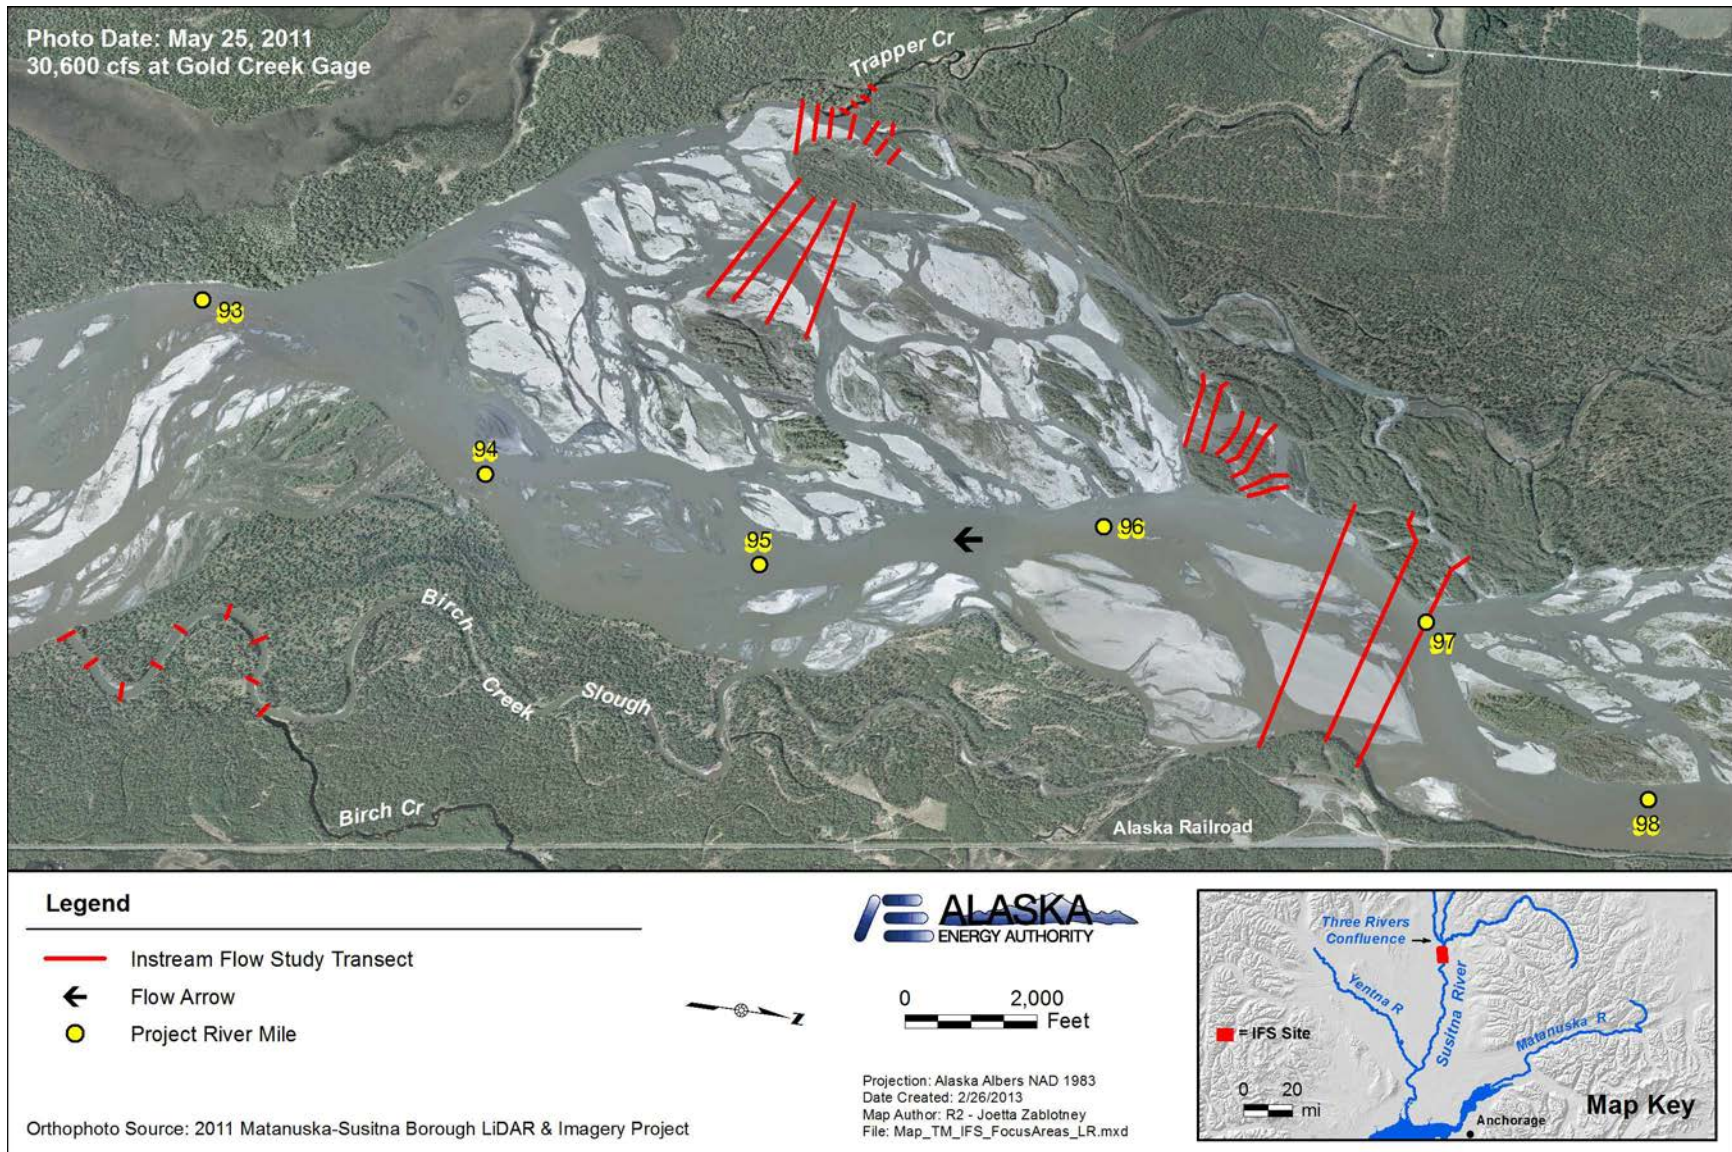 Photo Date: May 25, 2011
30,600 cfs at Gold Creek Gage
Trapper Cr
93
94
95
96
97
98
Birch
Creek
Slough
Birch Cr
Alaska Railroad
Legend
Instream Flow Study Transect
Flow Arrow
Project River Mile
Orthophoto Source: 2011 Matanuska-Susitna Borough LiDAR & Imagery Project
ALASKA
ENERGY AUTHORITY
N
0 2,000
Feet
Projection: Alaska Albers NAD 1983
Date Created: 2/26/2013
Map Author: R2 - Joetta Zablotney
File: Map_TM_IFS_FocusAreas_LR.mxd
Three Rivers
Confluence
Yentna R
Susitna River
Matanuska R
= IFS Site
0 20
mi
Anchorage
Map Key